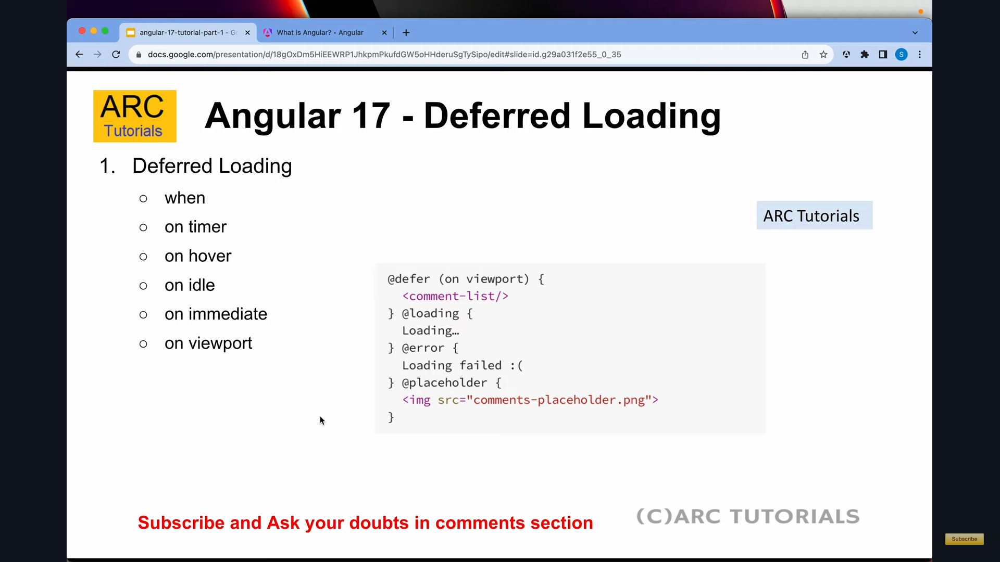 angular-17-tutorial-part-1 - Go
What is Angular? • Angular
docs.google.com/presentation/d/18gOxDm5HiEEWRP1JhkpmPkufdGW5oHHderuSgTySipo/edit#slide=id.g29a031f2e55_0_35
S
ARC
Tutorials
Angular 17 - Deferred Loading
1. Deferred Loading
○ when
○ on timer
○ on hover
○ on idle
○ on immediate
○ on viewport
ARC Tutorials
@defer (on viewport) {
<comment-list/>
} @loading {
Loading…
} @error {
Loading failed :(
} @placeholder {
<img src="comments-placeholder.png">
}
Subscribe and Ask your doubts in comments section
(C)ARC TUTORIALS
Subscribe